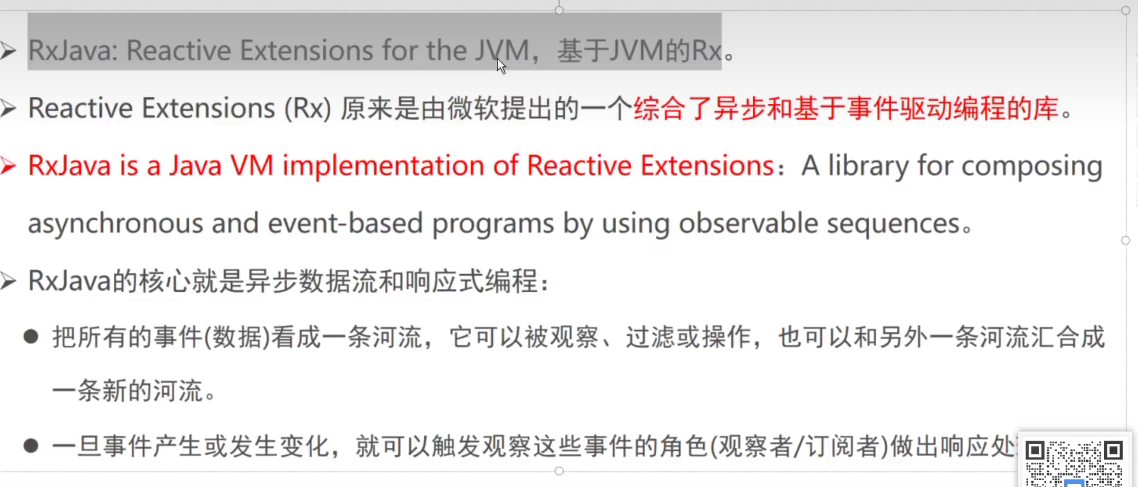 RxJava: Reactive Extensions for the JVM，基于JVM的Rx。
Reactive Extensions (Rx) 原来是由微软提出的一个综合了异步和基于事件驱动编程的库。
RxJava is a Java VM implementation of Reactive Extensions：A library for composing
asynchronous and event-based programs by using observable sequences。
RxJava的核心就是异步数据流和响应式编程：
把所有的事件(数据)看成一条河流，它可以被观察、过滤或操作，也可以和另外一条河流汇合成
一条新的河流。
一旦事件产生或发生变化，就可以触发观察这些事件的角色(观察者/订阅者)做出响应处